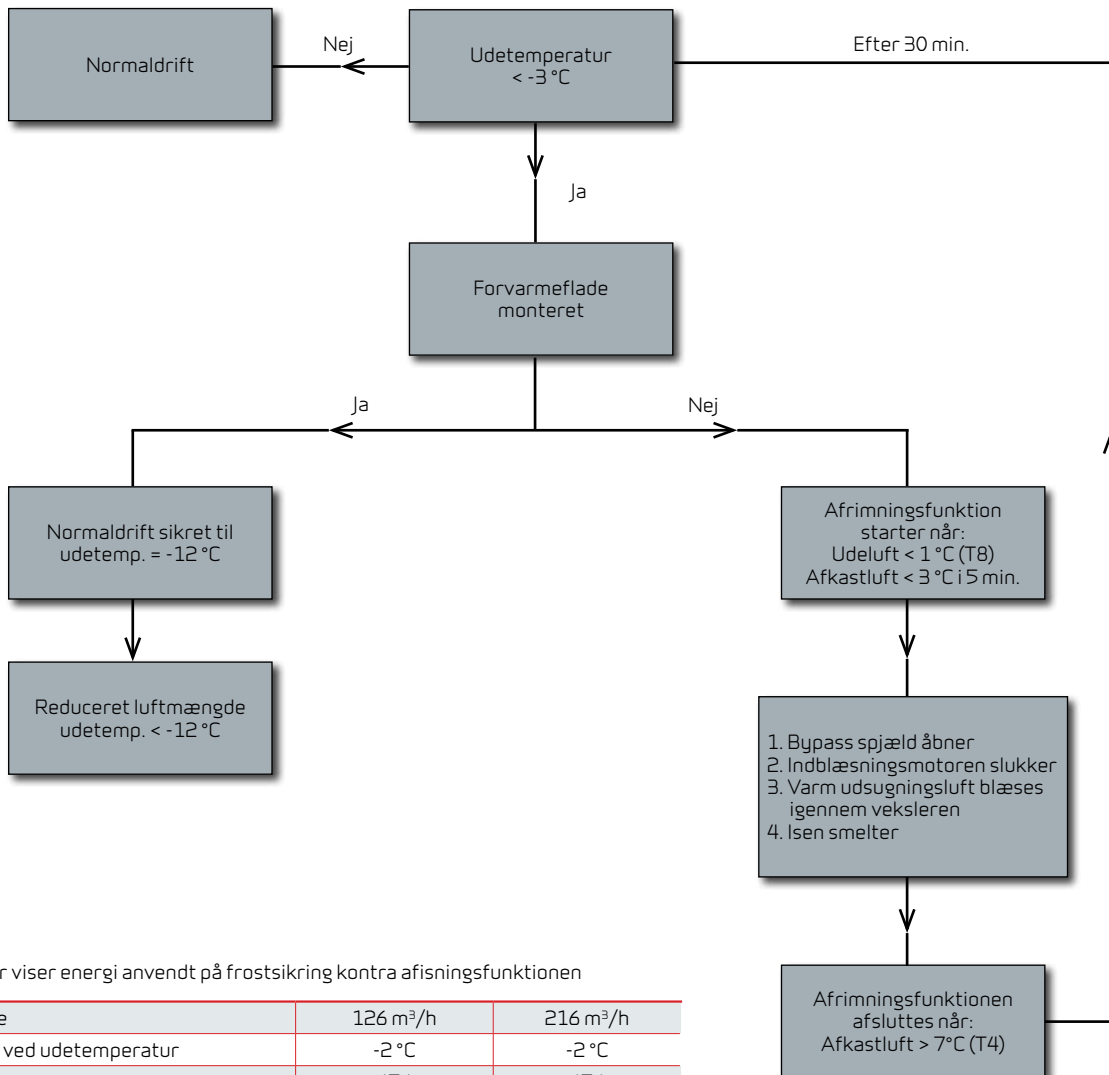 Normaldrift
Nej
Udetemperatur
< -3 °C
Efter 30 min.
Ja
Forvarmeflade
monteret
Ja
Nej
Normaldrift sikret til
udetemp. = -12 °C
Reduceret luftmængde
udetemp. < -12 °C
Afrimningsfunktion
starter når:
Udeluft < 1 °C (T8)
Afkastluft < 3 °C i 5 min.
1. Bypass spjæld åbner
2. Indblæsningsmotoren slukker
3. Varm udsugningsluft blæses
igennem veksleren
4. Isen smelter
Afrimningsfunktionen
afsluttes når:
Afkastluft > 7°C (T4)
viser energi anvendt på frostsikring kontra afisningsfunktionen
126 m³/h 216 m³/h
ved udetemperatur -2 °C -2 °C